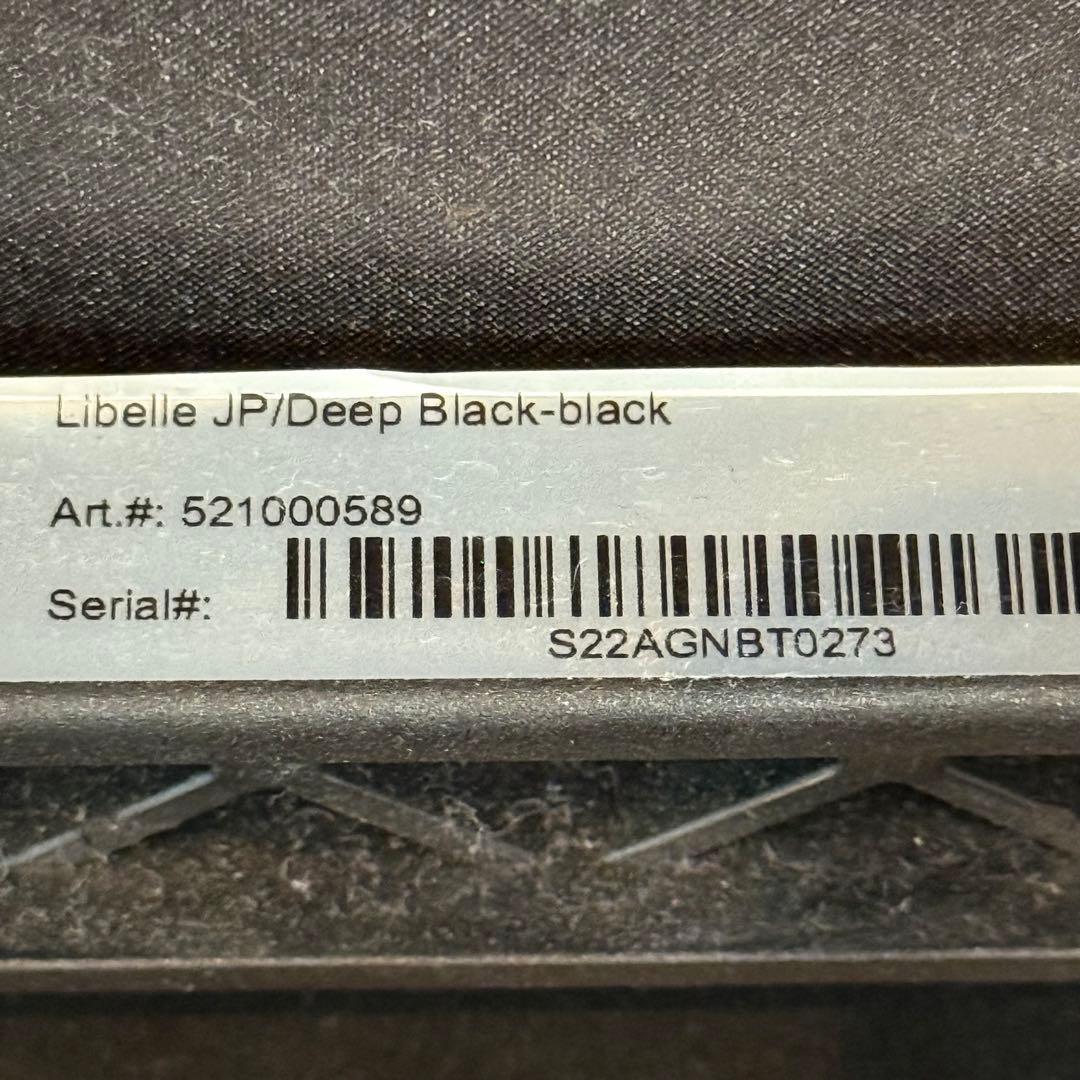 Libelle JP/Deep Black-black
Art.#: 521000589
Serial#:
S22AGNBT0273